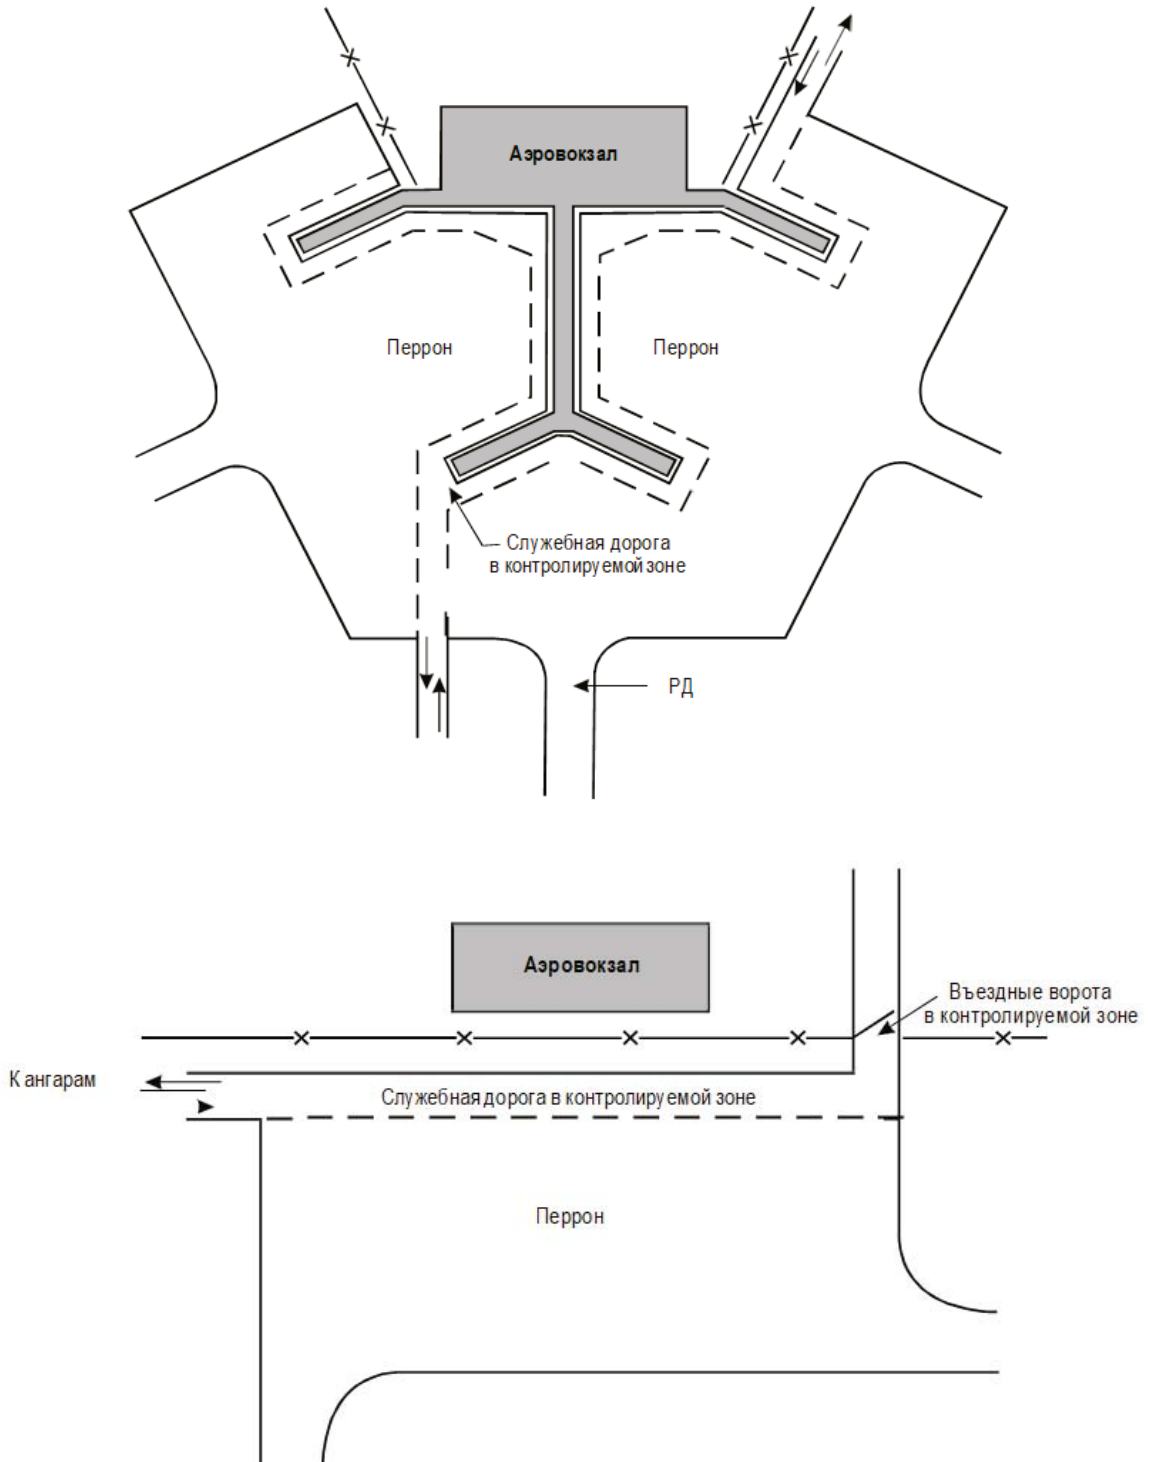 Аэровокзал
Перрон
Перрон
Служебная дорога
в контролируемой зоне
РД
Аэровокзал
Въездные ворота
в контролируемой зоне
К ангарам
Служебная дорога в контролируемой зоне
Перрон